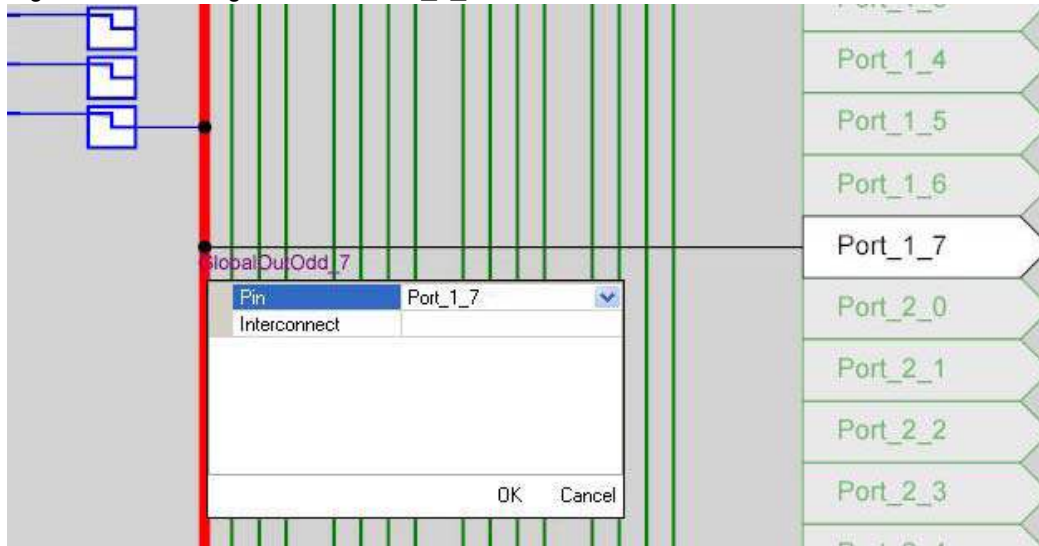 Port_1_4
Port_1_5
Port_1_6
Port_1_7
GlobalOutOdd_7
Pin Port_1_7
Interconnect
Port_2_0
Port_2_1
Port_2_2
OK Cancel
Port_2_3